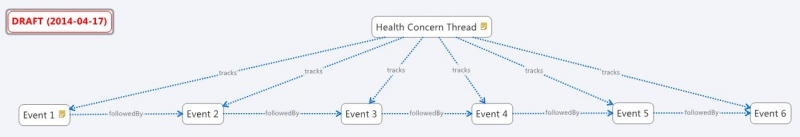 DRAFT (2014-04-17)
Health Concern Thread
tracks tracks tracks tracks tracks tracks
Event 1 followedBy Event 2 followedBy Event 3 followedBy Event 4 followedBy Event 5 followedBy Event 6